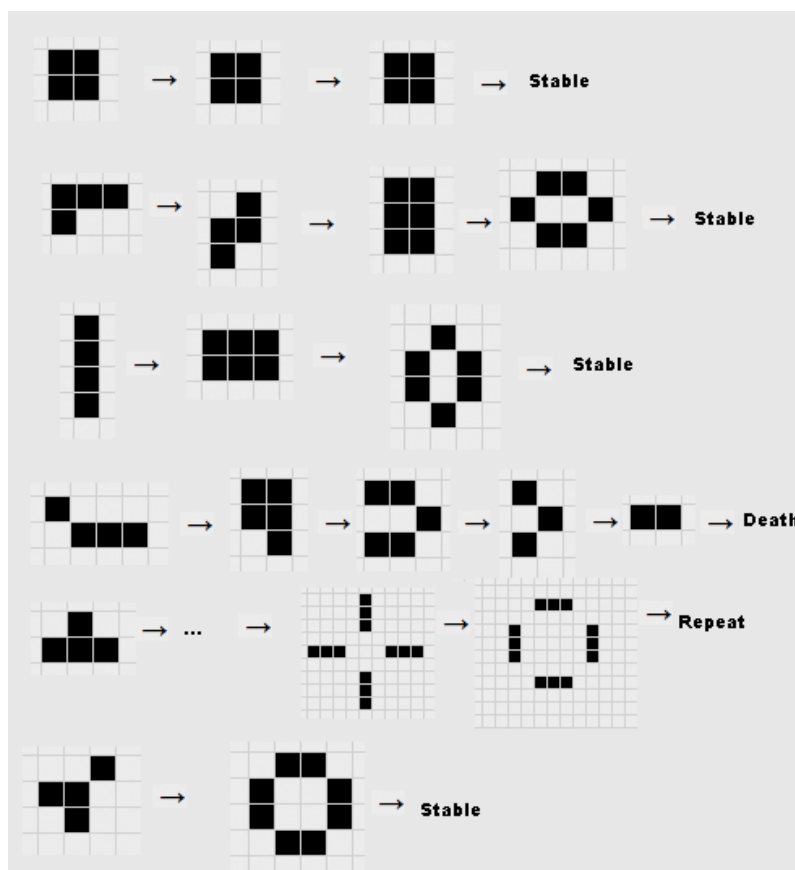 → → → Stable
→ → → → Stable
→ → → Stable
→ → → → → Death
→ ... → → Repeat
→ → Stable